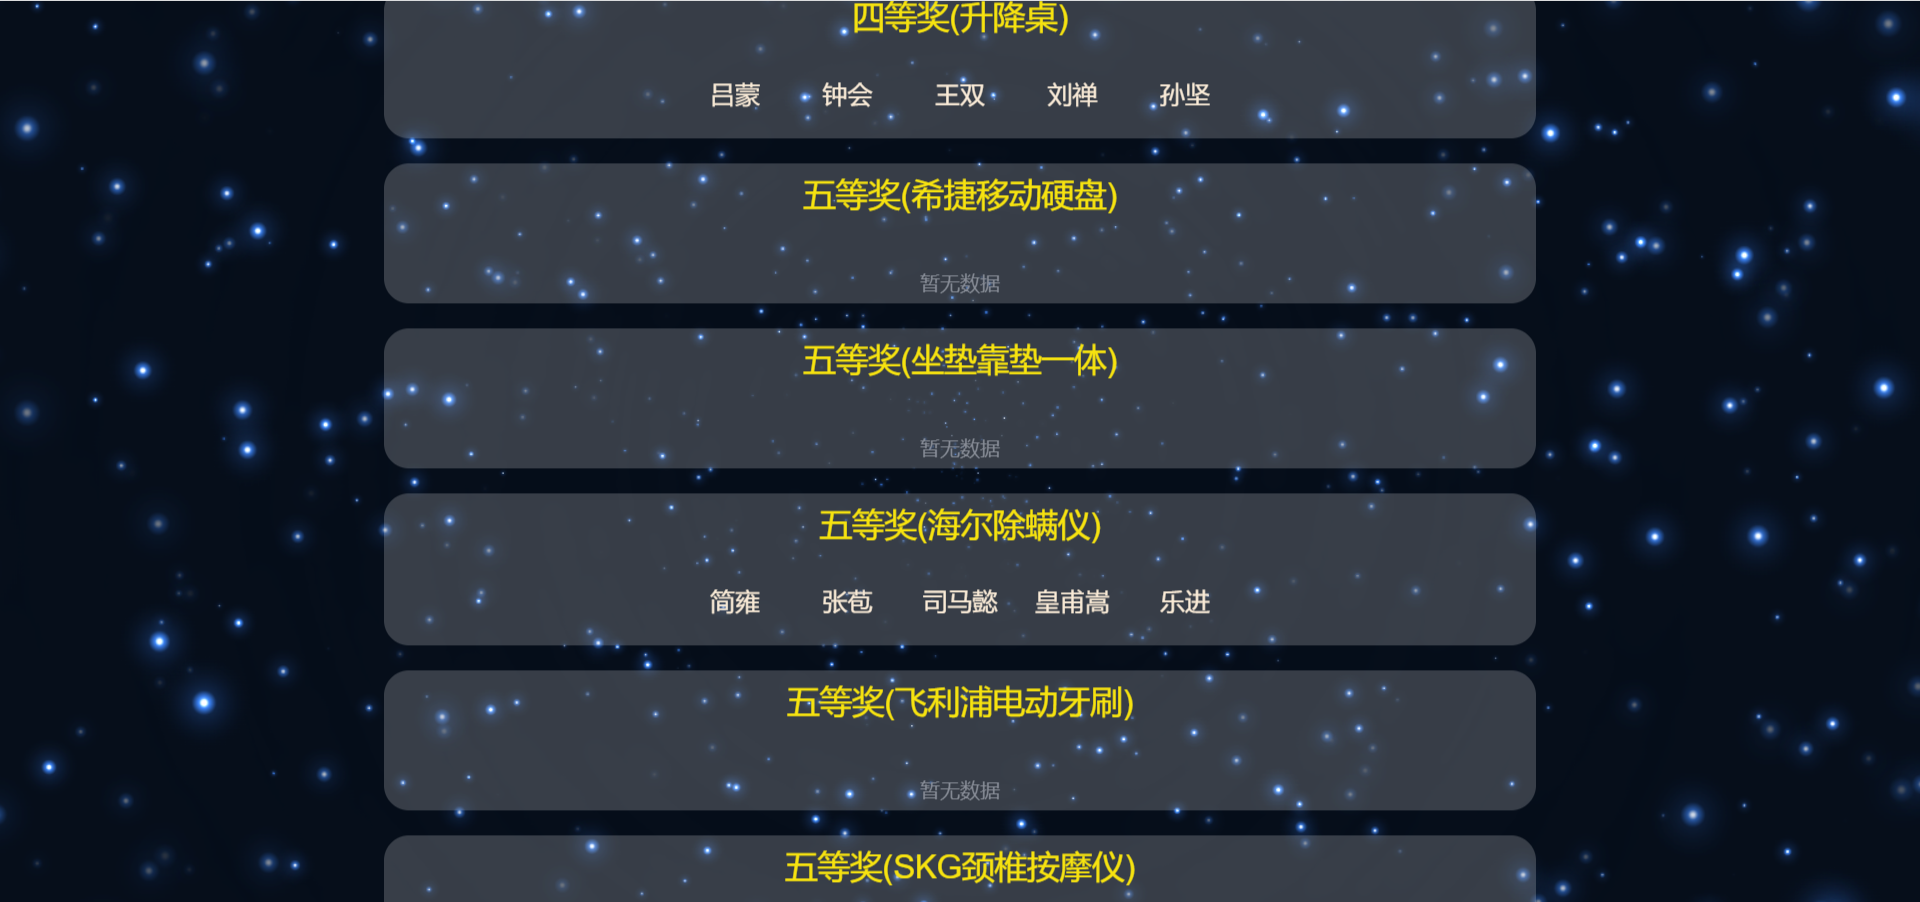 四等奖(升降桌)
吕蒙 钟会 王双 刘禅 孙坚
五等奖(希捷移动硬盘)
暂无数据
五等奖(坐垫靠垫一体)
暂无数据
五等奖(海尔除螨仪)
简雍 张苞 司马懿 皇甫嵩 乐进
五等奖(飞利浦电动牙刷)
暂无数据
五等奖(SKG颈椎按摩仪)